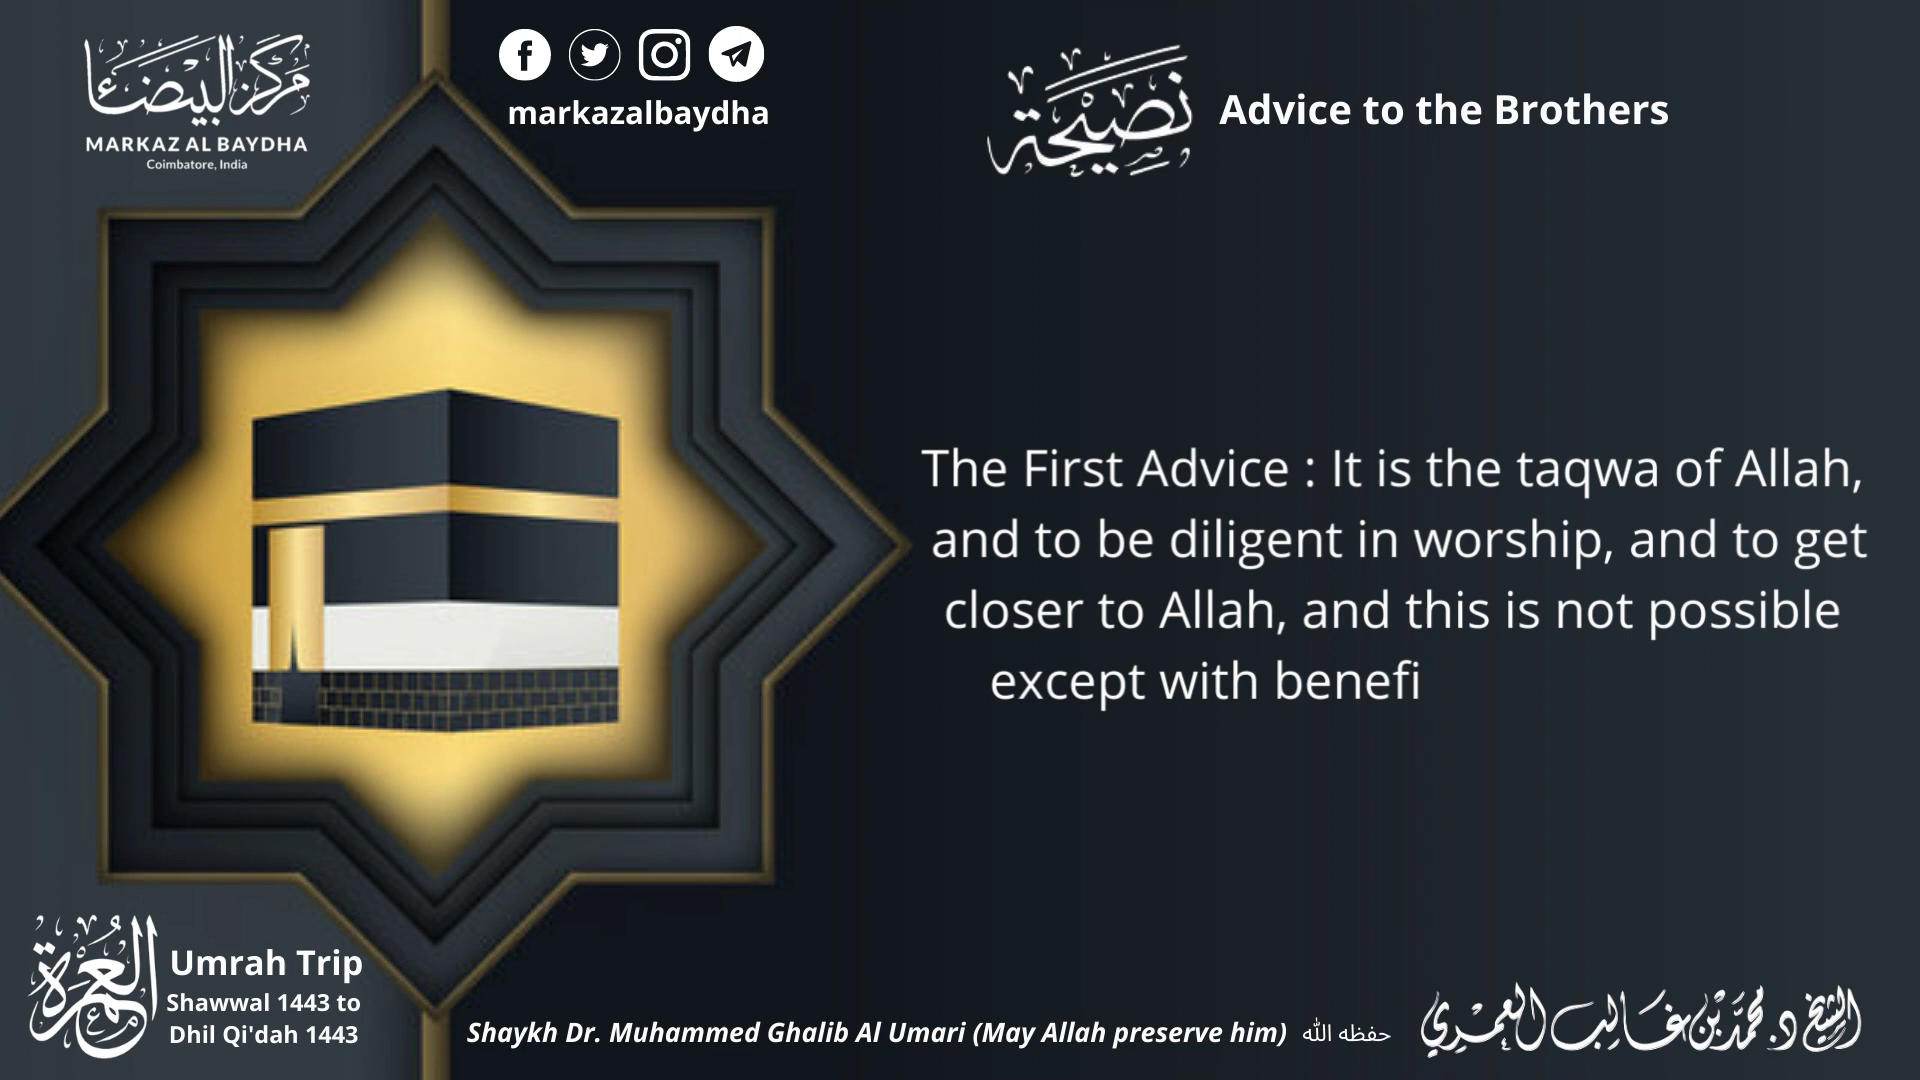 مركز البيضاء
MARKAZ AL BAYDHA
Coimbatore, India
markazalbaydha
نَصِيْحَة
Advice to the Brothers
The First Advice : It is the taqwa of Allah,
and to be diligent in worship, and to get
closer to Allah, and this is not possible
except with benefi
العُمْرَة
Umrah Trip
Shawwal 1443 to
Dhil Qi'dah 1443
Shaykh Dr. Muhammed Ghalib Al Umari (May Allah preserve him) حفظه الله
الشيخ د. محمد بن غالب العمري